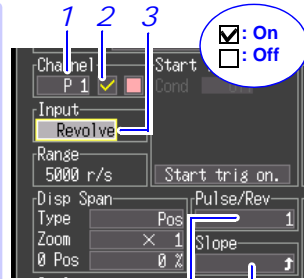 1 2 3
: On
: Off
Channel
P 1
Start
Cond
Input
Revolve
Range
5000 r/s
Start trig on.
Disp Span
Type Pos
Zoom × 1
0 Pos 0 %
Pulse/Rev
1
Slope